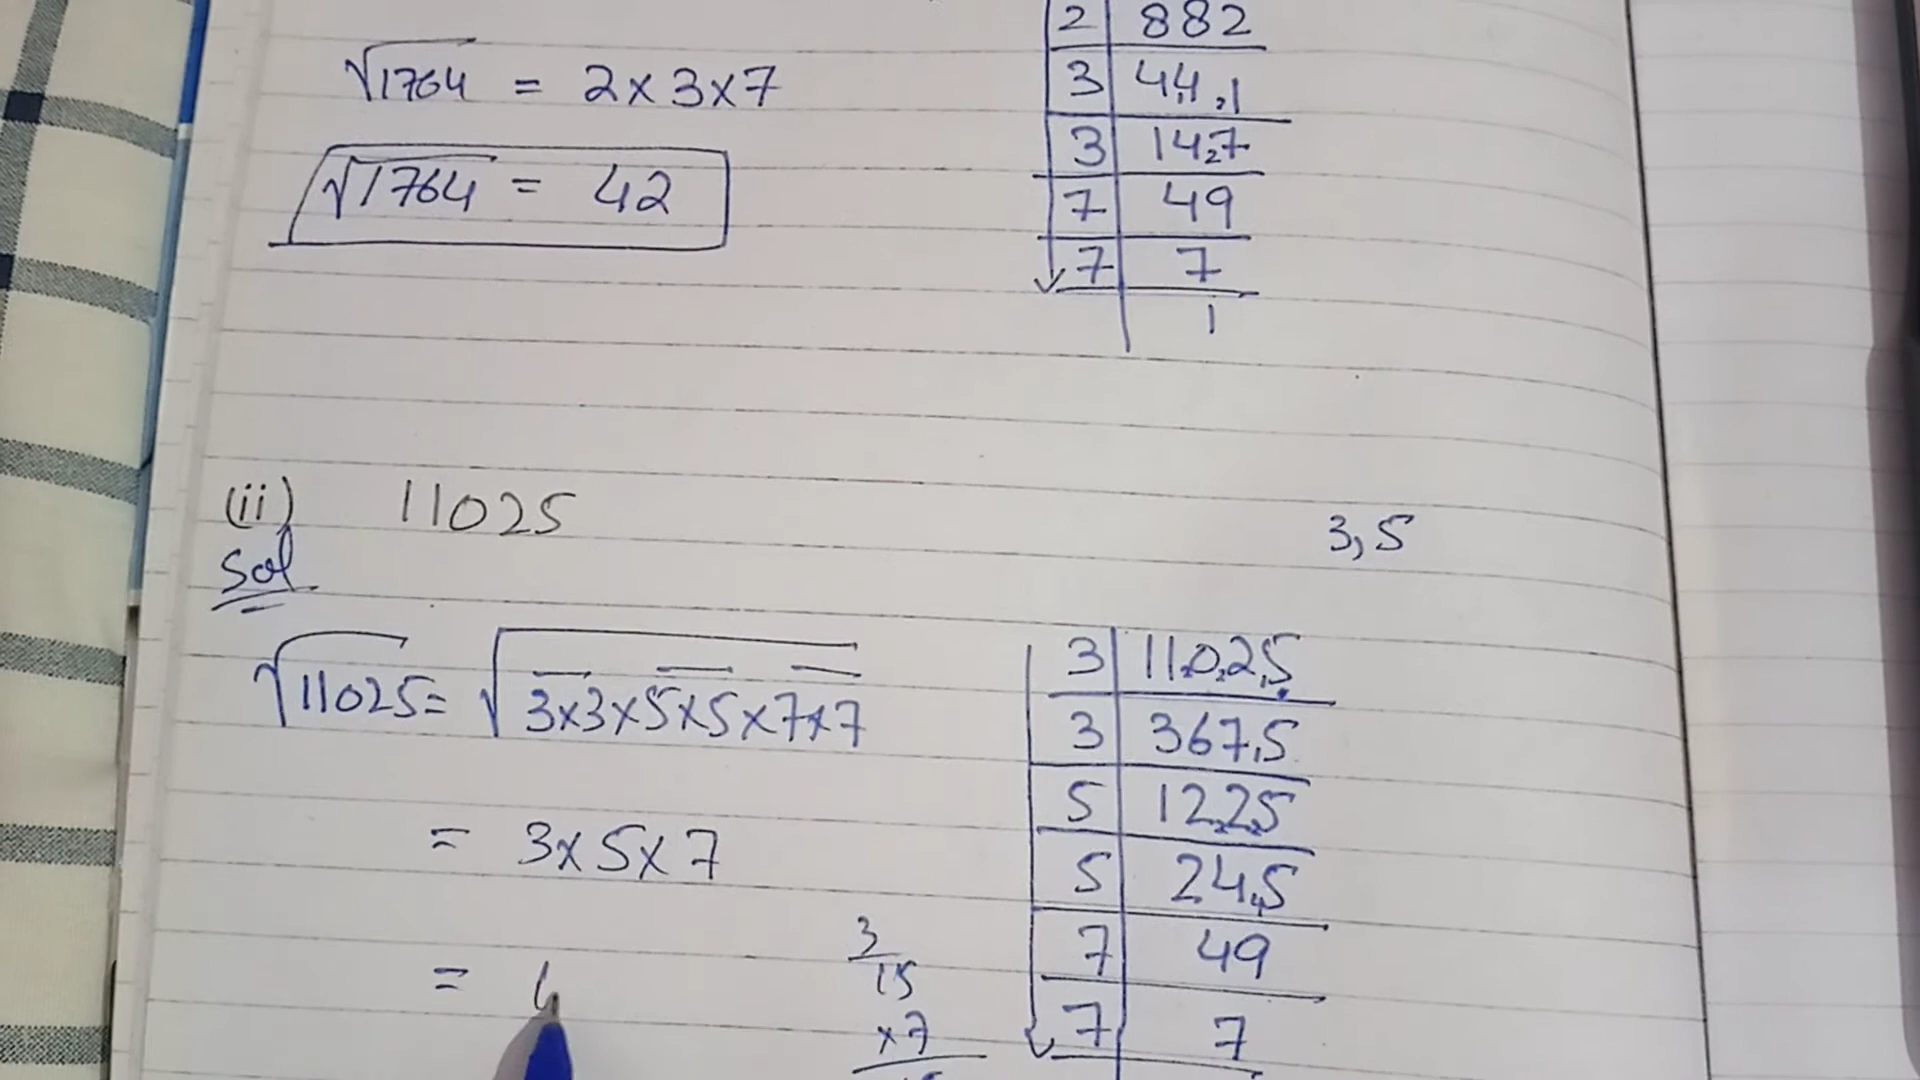 √1764 = 2×3×7
√1764 = 42
2 | 882
3 | 441
3 | 147
7 | 49
7 | 7
1
(ii) 11025
Sol
3,5
√11025 = √3×3×5×5×7×7
= 3×5×7
=
3
15
×7
3 | 11025
3 | 3675
5 | 1225
5 | 245
7 | 49
7 | 7